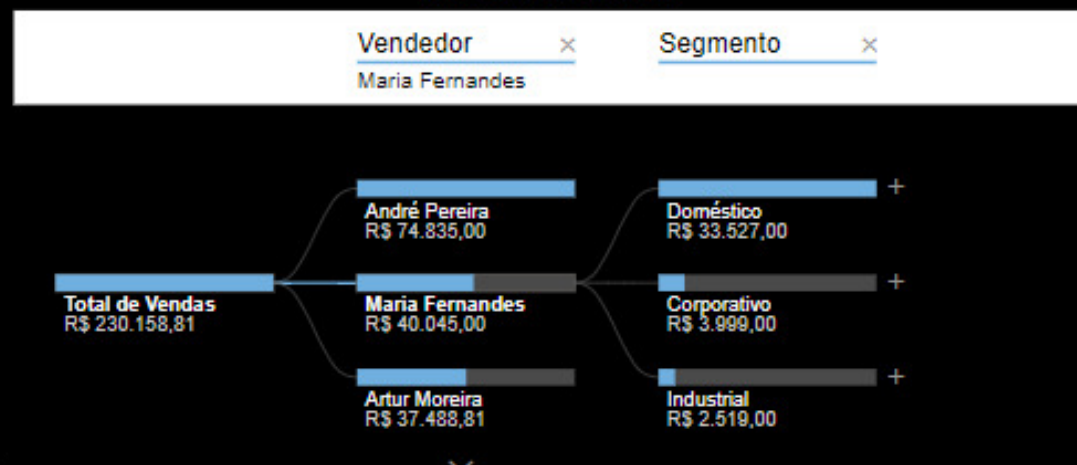 Vendedor × Segmento ×
Maria Fernandes
André Pereira
R$ 74.835,00
Doméstico
R$ 33.527,00
Total de Vendas
R$ 230.158,81
Maria Fernandes
R$ 40.045,00
Corporativo
R$ 3.999,00
Artur Moreira
R$ 37.488,81
Industrial
R$ 2.519,00